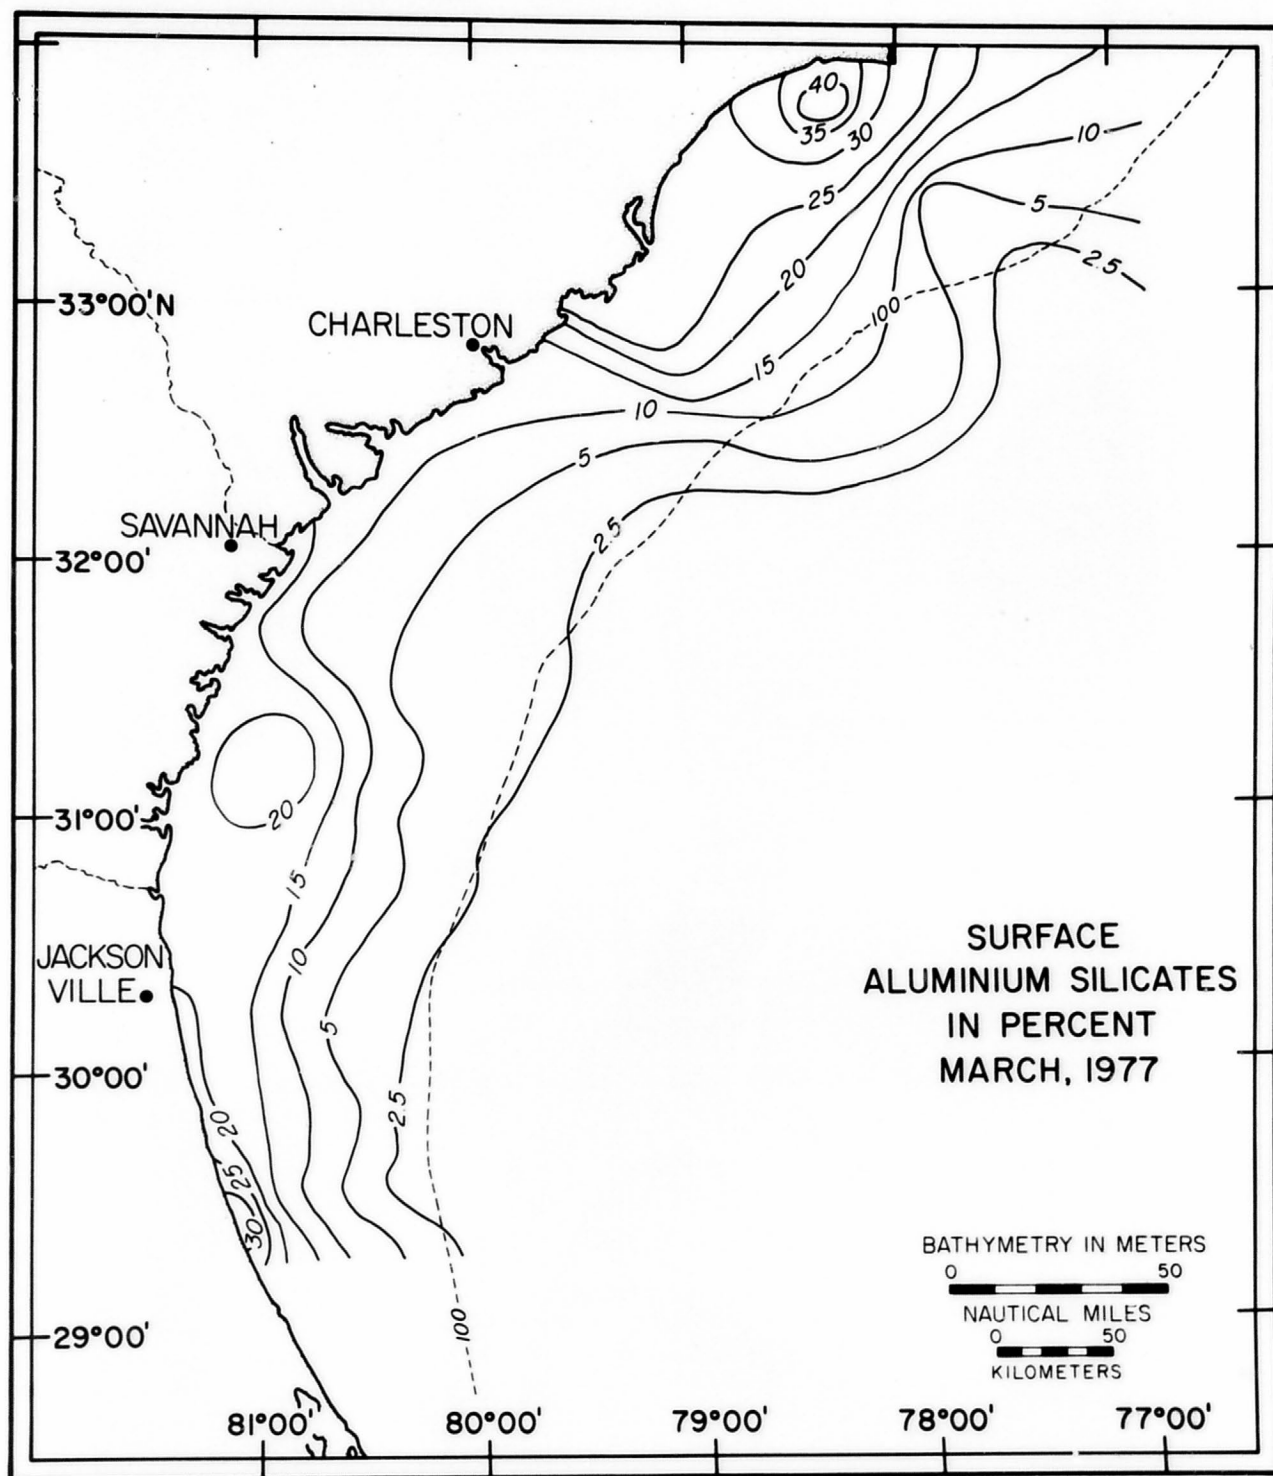 40
35
30
10
25
5
2.5
20
33°00'N
100
CHARLESTON
15
10
5
SAVANNAH
2.5
32°00'
20
31°00'
15
SURFACE
JACKSON
ALUMINIUM SILICATES
VILLE
10
IN PERCENT
5
MARCH, 1977
30°00'
2.5
20
25
30
BATHYMETRY IN METERS
0 50
NAUTICAL MILES
100
29°00'
0 50
KILOMETERS
81°00' 80°00' 79°00' 78°00' 77°00'